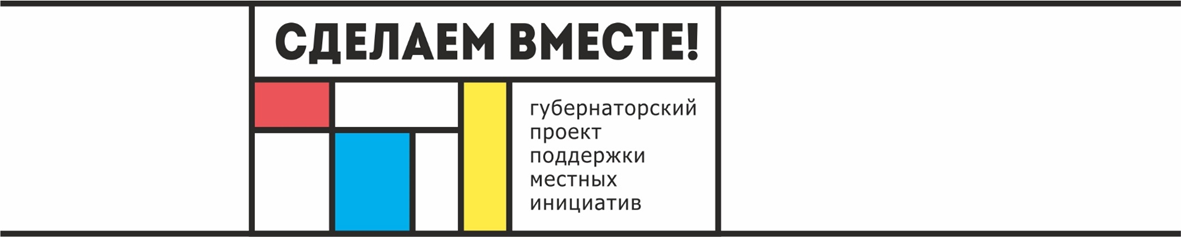 СДЕЛАЕМ ВМЕСТЕ!
губернаторский
проект
поддержки
местных
инициатив